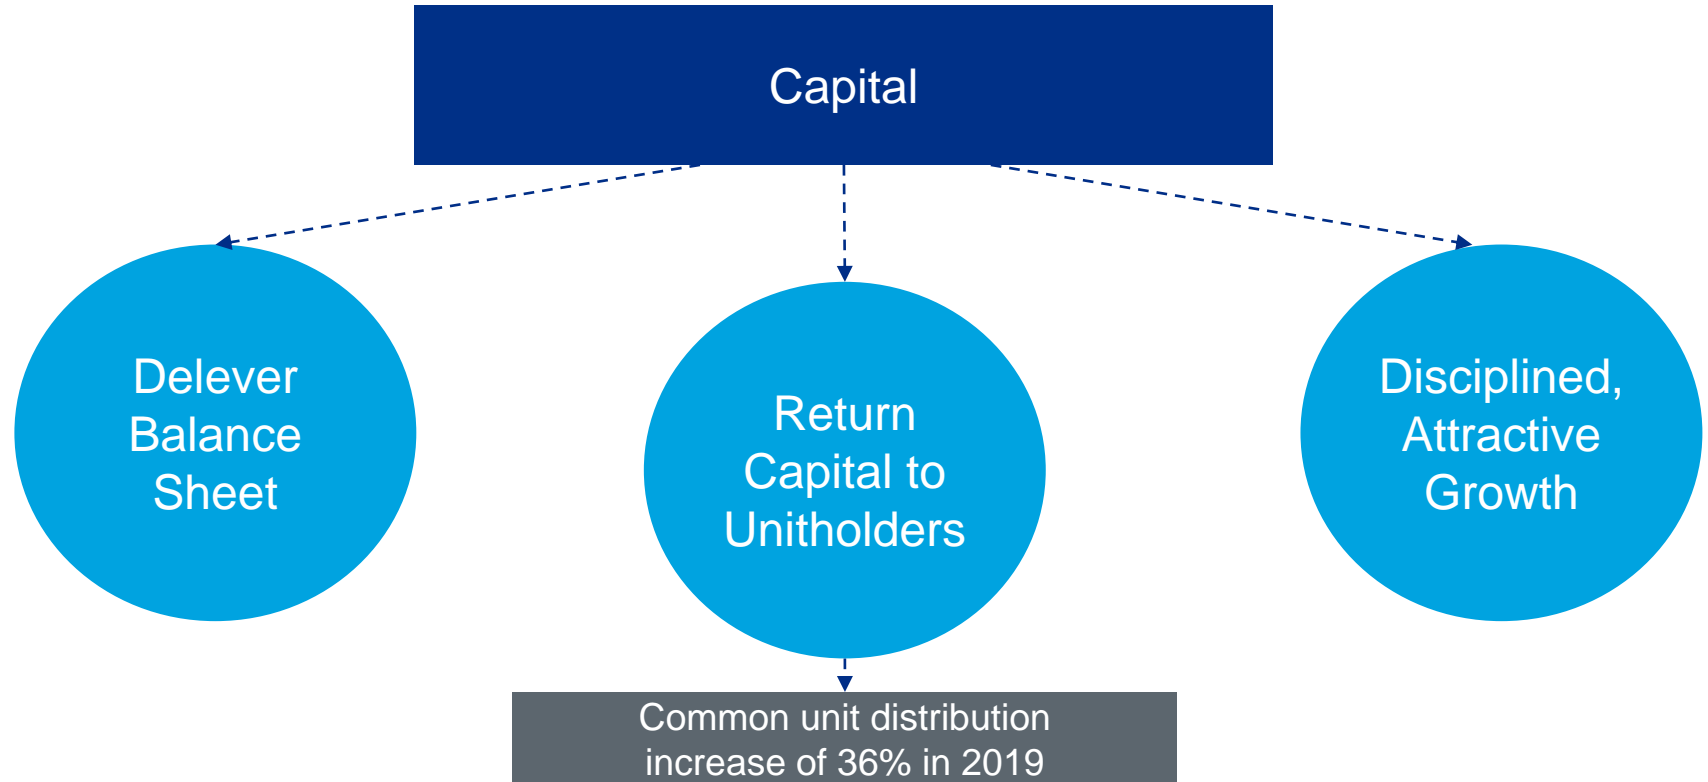 Capital
Delever
Balance
Sheet
Return
Capital to
Unitholders
Disciplined,
Attractive
Growth
Common unit distribution
increase of 36% in 2019